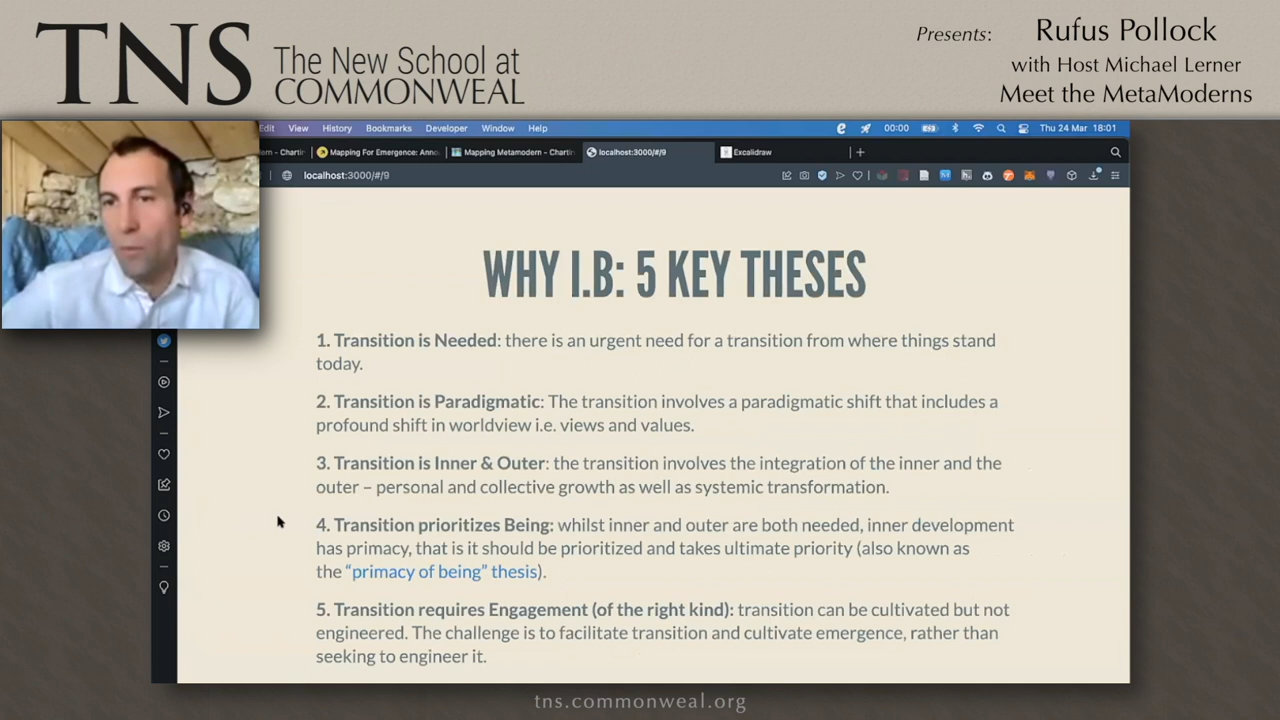 TNS The New School at
COMMONWEAL
Presents: Rufus Pollock
with Host Michael Lerner
Meet the MetaModerns
Edit View History Bookmarks Developer Window Help 00:00 Thu 24 Mar 18:01
ern - Chartin Mapping For Emergence: Anno Mapping Metamodern - Chartin localhost:3000/#/9 Excalidraw
localhost:3000/#/9
WHY I.B: 5 KEY THESES
1. Transition is Needed: there is an urgent need for a transition from where things stand
today.
2. Transition is Paradigmatic: The transition involves a paradigmatic shift that includes a
profound shift in worldview i.e. views and values.
3. Transition is Inner & Outer: the transition involves the integration of the inner and the
outer – personal and collective growth as well as systemic transformation.
4. Transition prioritizes Being: whilst inner and outer are both needed, inner development
has primacy, that is it should be prioritized and takes ultimate priority (also known as
the “primacy of being” thesis).
5. Transition requires Engagement (of the right kind): transition can be cultivated but not
engineered. The challenge is to facilitate transition and cultivate emergence, rather than
seeking to engineer it.
tns.commonweal.org